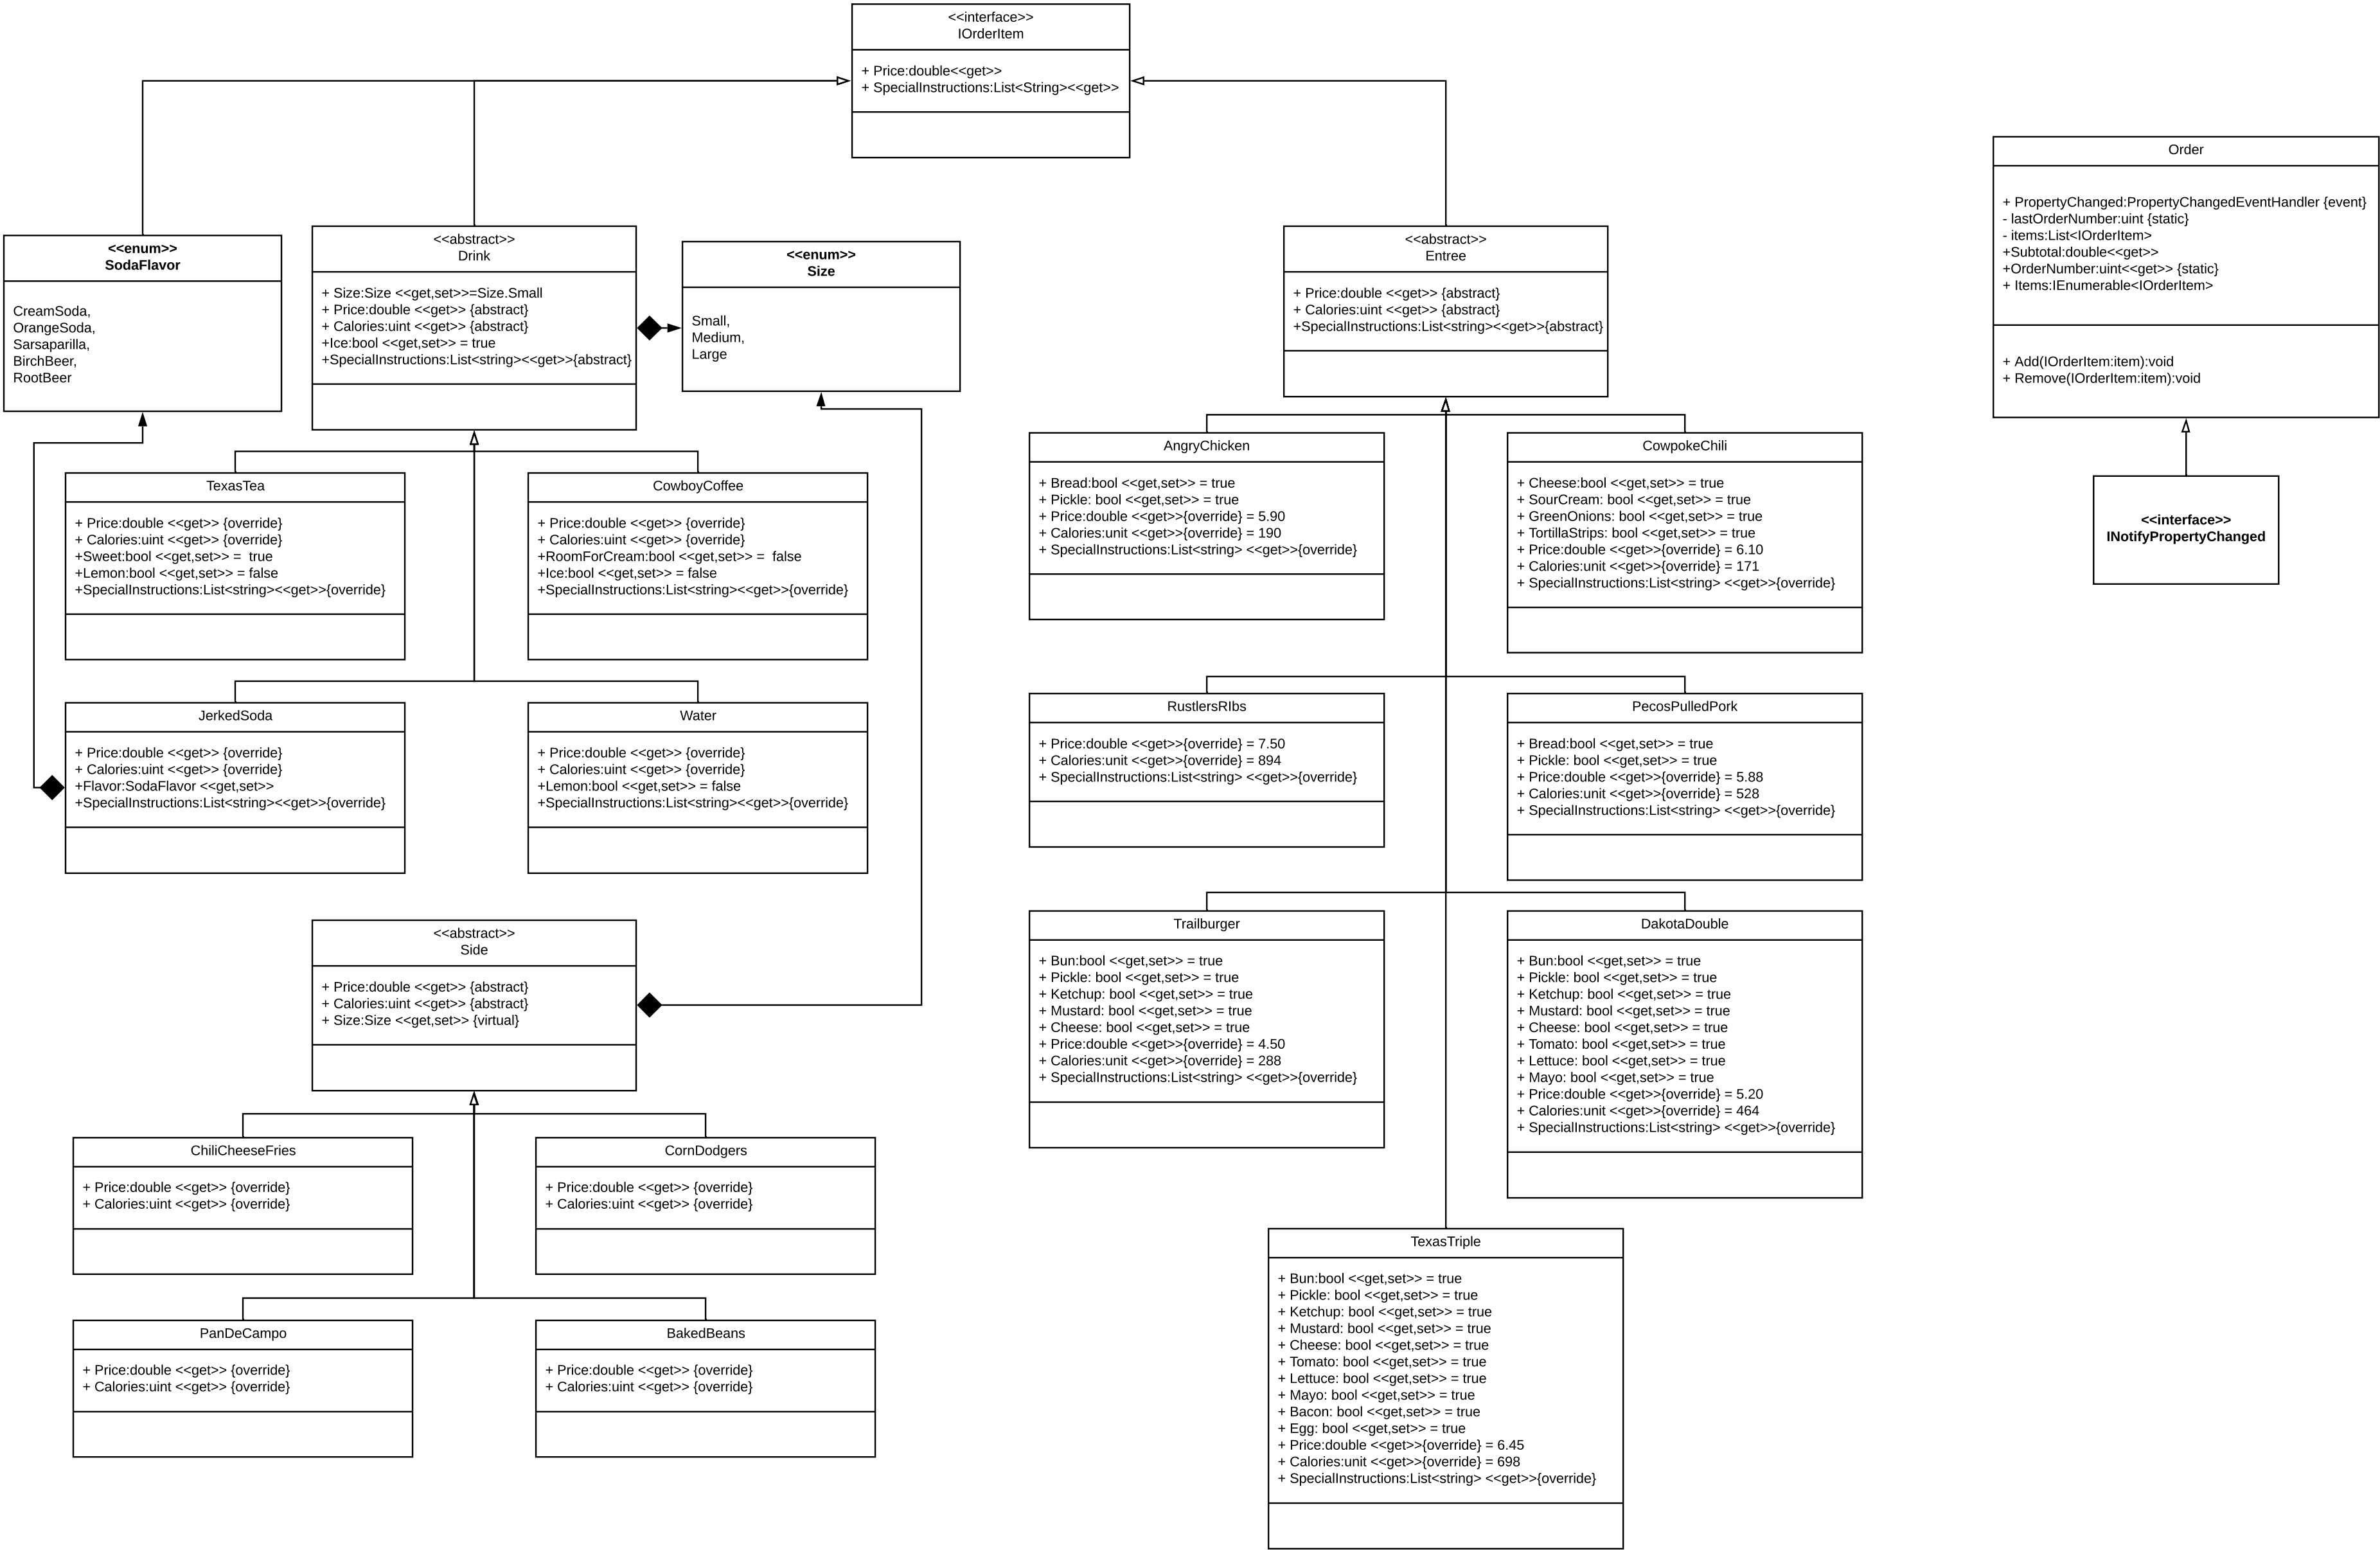 <<interface>>
IOrderItem
+ Price:double<<get>>
+ SpecialInstructions:List<String><<get>>
<<enum>>
SodaFlavor
CreamSoda,
OrangeSoda,
Sarsaparilla,
BirchBeer,
RootBeer
<<abstract>>
Drink
+ Size:Size <<get,set>>=Size.Small
+ Price:double <<get>> {abstract}
+ Calories:uint <<get>> {abstract}
+Ice:bool <<get,set>> = true
+SpecialInstructions:List<string><<get>>{abstract}
<<enum>>
Size
Small,
Medium,
Large
<<abstract>>
Entree
+ Price:double <<get>> {abstract}
+ Calories:uint <<get>> {abstract}
+SpecialInstructions:List<string><<get>>{abstract}
Order
+ PropertyChanged:PropertyChangedEventHandler {event}
- lastOrderNumber:uint {static}
- items:List<IOrderItem>
+Subtotal:double<<get>>
+OrderNumber:uint<<get>> {static}
+ Items:IEnumerable<IOrderItem>
+ Add(IOrderItem:item):void
+ Remove(IOrderItem:item):void
<<interface>>
INotifyPropertyChanged
TexasTea
+ Price:double <<get>> {override}
+ Calories:uint <<get>> {override}
+Sweet:bool <<get,set>> =  true
+Lemon:bool <<get,set>> = false
+SpecialInstructions:List<string><<get>>{override}
CowboyCoffee
+ Price:double <<get>> {override}
+ Calories:uint <<get>> {override}
+RoomForCream:bool <<get,set>> =  false
+Ice:bool <<get,set>> = false
+SpecialInstructions:List<string><<get>>{override}
JerkedSoda
+ Price:double <<get>> {override}
+ Calories:uint <<get>> {override}
+Flavor:SodaFlavor <<get,set>>
+SpecialInstructions:List<string><<get>>{override}
Water
+ Price:double <<get>> {override}
+ Calories:uint <<get>> {override}
+Lemon:bool <<get,set>> = false
+SpecialInstructions:List<string><<get>>{override}
<<abstract>>
Side
+ Price:double <<get>> {abstract}
+ Calories:uint <<get>> {abstract}
+ Size:Size <<get,set>> {virtual}
ChiliCheeseFries
+ Price:double <<get>> {override}
+ Calories:uint <<get>> {override}
CornDodgers
+ Price:double <<get>> {override}
+ Calories:uint <<get>> {override}
PanDeCampo
+ Price:double <<get>> {override}
+ Calories:uint <<get>> {override}
BakedBeans
+ Price:double <<get>> {override}
+ Calories:uint <<get>> {override}
AngryChicken
+ Bread:bool <<get,set>> = true
+ Pickle: bool <<get,set>> = true
+ Price:double <<get>>{override} = 5.90
+ Calories:unit <<get>>{override} = 190
+ SpecialInstructions:List<string> <<get>>{override}
CowpokeChili
+ Cheese:bool <<get,set>> = true
+ SourCream: bool <<get,set>> = true
+ GreenOnions: bool <<get,set>> = true
+ TortillaStrips: bool <<get,set>> = true
+ Price:double <<get>>{override} = 6.10
+ Calories:unit <<get>>{override} = 171
+ SpecialInstructions:List<string> <<get>>{override}
RustlersRIbs
+ Price:double <<get>>{override} = 7.50
+ Calories:unit <<get>>{override} = 894
+ SpecialInstructions:List<string> <<get>>{override}
PecosPulledPork
+ Bread:bool <<get,set>> = true
+ Pickle: bool <<get,set>> = true
+ Price:double <<get>>{override} = 5.88
+ Calories:unit <<get>>{override} = 528
+ SpecialInstructions:List<string> <<get>>{override}
Trailburger
+ Bun:bool <<get,set>> = true
+ Pickle: bool <<get,set>> = true
+ Ketchup: bool <<get,set>> = true
+ Mustard: bool <<get,set>> = true
+ Cheese: bool <<get,set>> = true
+ Price:double <<get>>{override} = 4.50
+ Calories:unit <<get>>{override} = 288
+ SpecialInstructions:List<string> <<get>>{override}
DakotaDouble
+ Bun:bool <<get,set>> = true
+ Pickle: bool <<get,set>> = true
+ Ketchup: bool <<get,set>> = true
+ Mustard: bool <<get,set>> = true
+ Cheese: bool <<get,set>> = true
+ Tomato: bool <<get,set>> = true
+ Lettuce: bool <<get,set>> = true
+ Mayo: bool <<get,set>> = true
+ Price:double <<get>>{override} = 5.20
+ Calories:unit <<get>>{override} = 464
+ SpecialInstructions:List<string> <<get>>{override}
TexasTriple
+ Bun:bool <<get,set>> = true
+ Pickle: bool <<get,set>> = true
+ Ketchup: bool <<get,set>> = true
+ Mustard: bool <<get,set>> = true
+ Cheese: bool <<get,set>> = true
+ Tomato: bool <<get,set>> = true
+ Lettuce: bool <<get,set>> = true
+ Mayo: bool <<get,set>> = true
+ Bacon: bool <<get,set>> = true
+ Egg: bool <<get,set>> = true
+ Price:double <<get>>{override} = 6.45
+ Calories:unit <<get>>{override} = 698
+ SpecialInstructions:List<string> <<get>>{override}